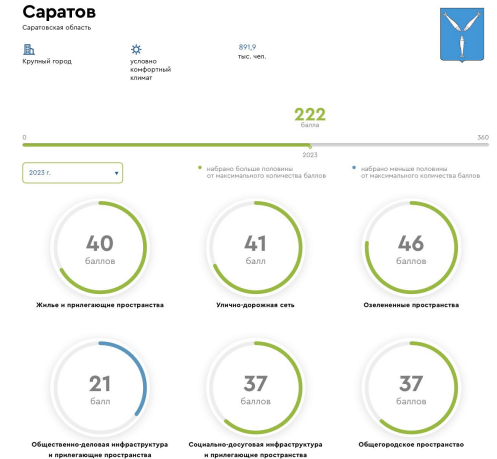 Саратов
Саратовская область
Крупный город
условно
комфортный
климат
891,9
тыс. чел.
222
балла
0
360
2023
2023 г.
набрано больше половины
от максимального количества баллов
набрано меньше половины
от максимального количества баллов
40
баллов
Жилье и прилегающие пространства
41
балл
Улично-дорожная сеть
46
баллов
Озелененные пространства
21
балл
Общественно-деловая инфраструктура
и прилегающие пространства
37
баллов
Социально-досуговая инфраструктура
и прилегающие пространства
37
баллов
Общегородское пространство